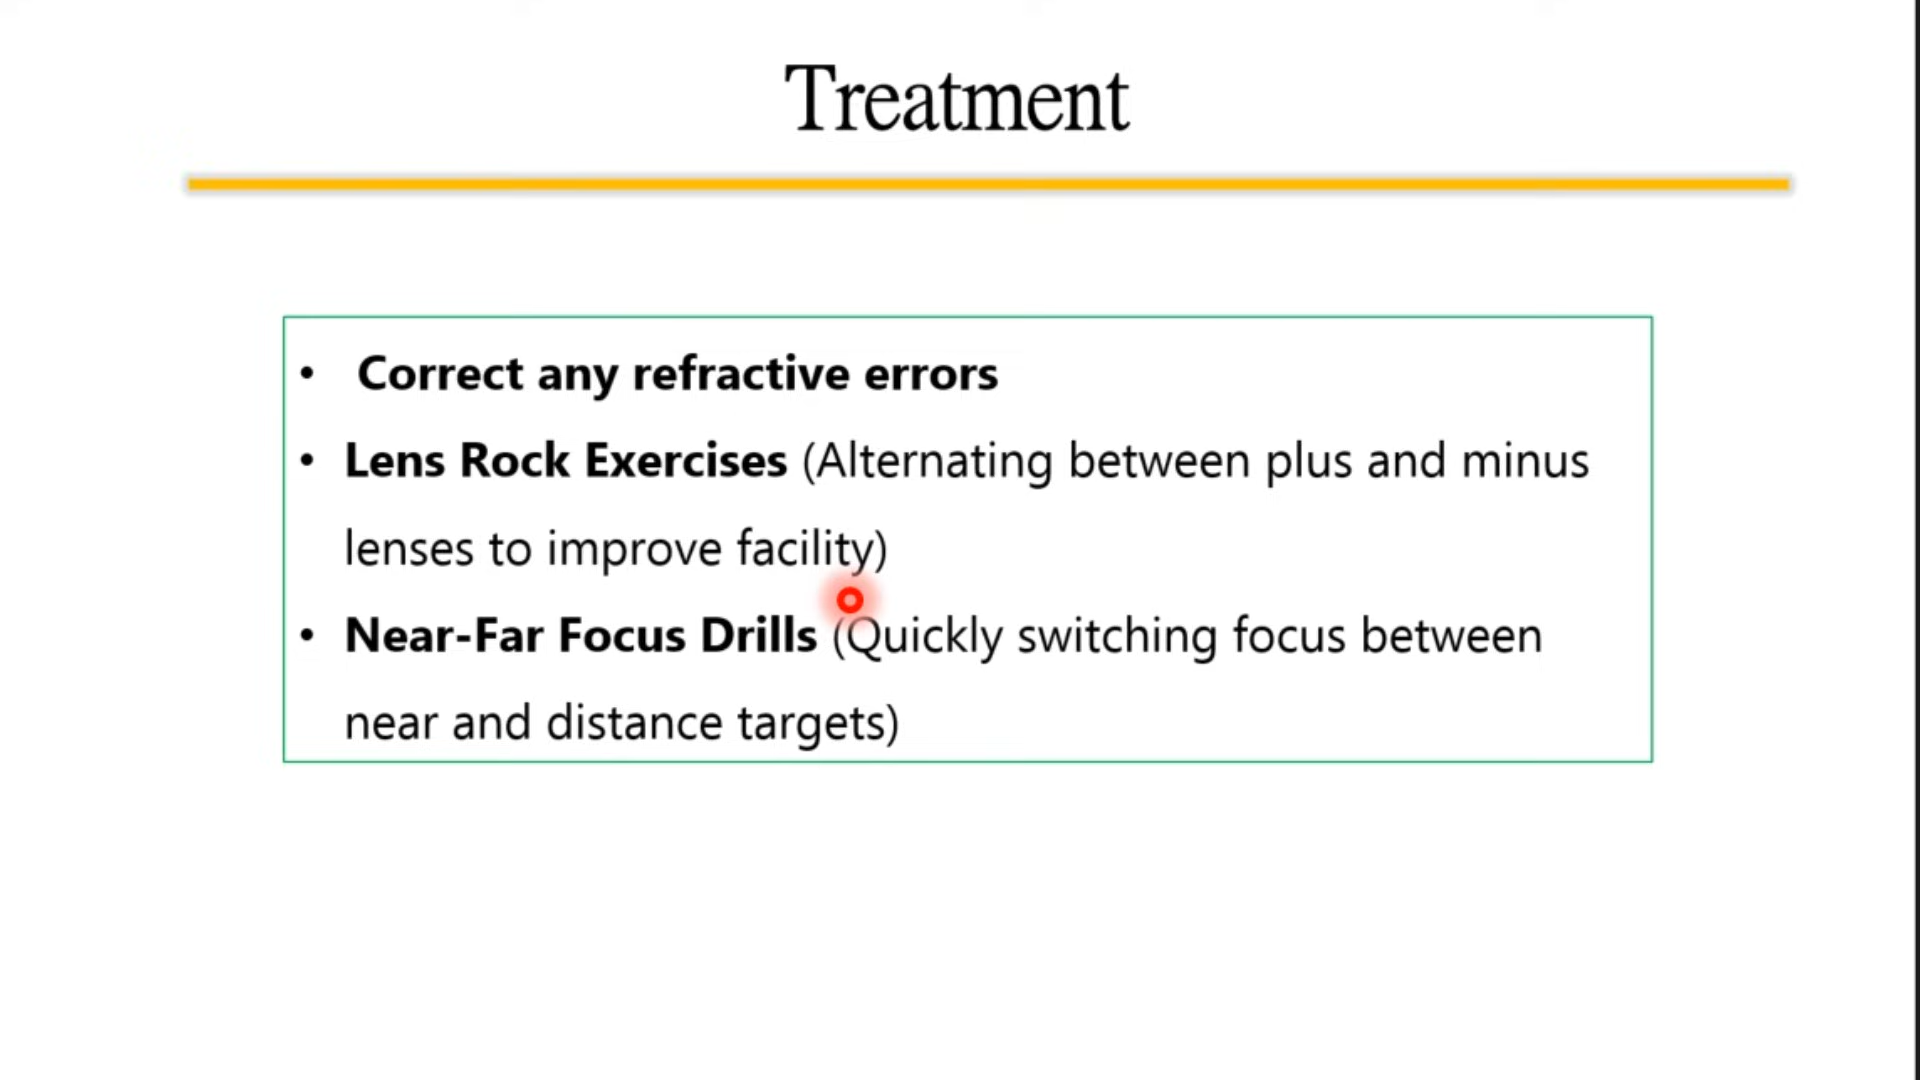 Treatment
• Correct any refractive errors
• Lens Rock Exercises (Alternating between plus and minus
lenses to improve facility)
• Near-Far Focus Drills (Quickly switching focus between
near and distance targets)